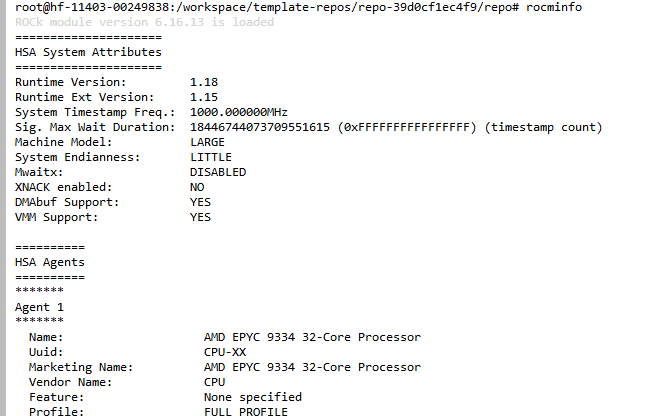 root@hf-11403-00249838:/workspace/template-repos/repo-39d0cf1ec4f9/repo# rocminfo
ROCk module version 6.16.13 is loaded
=====================
HSA System Attributes
=====================
Runtime Version:         1.18
Runtime Ext Version:     1.15
System Timestamp Freq.:  1000.000000MHz
Sig. Max Wait Duration:  18446744073709551615 (0xFFFFFFFFFFFFFFFF) (timestamp count)
Machine Model:           LARGE
System Endianness:       LITTLE
Mwaitx:                  DISABLED
XNACK enabled:           NO
DMAbuf Support:          YES
VMM Support:             YES
==========
HSA Agents
==========
*******
Agent 1
*******
  Name:                    AMD EPYC 9334 32-Core Processor
  Uuid:                    CPU-XX
  Marketing Name:          AMD EPYC 9334 32-Core Processor
  Vendor Name:             CPU
  Feature:                 None specified
  Profile:                 FULL_PROFILE